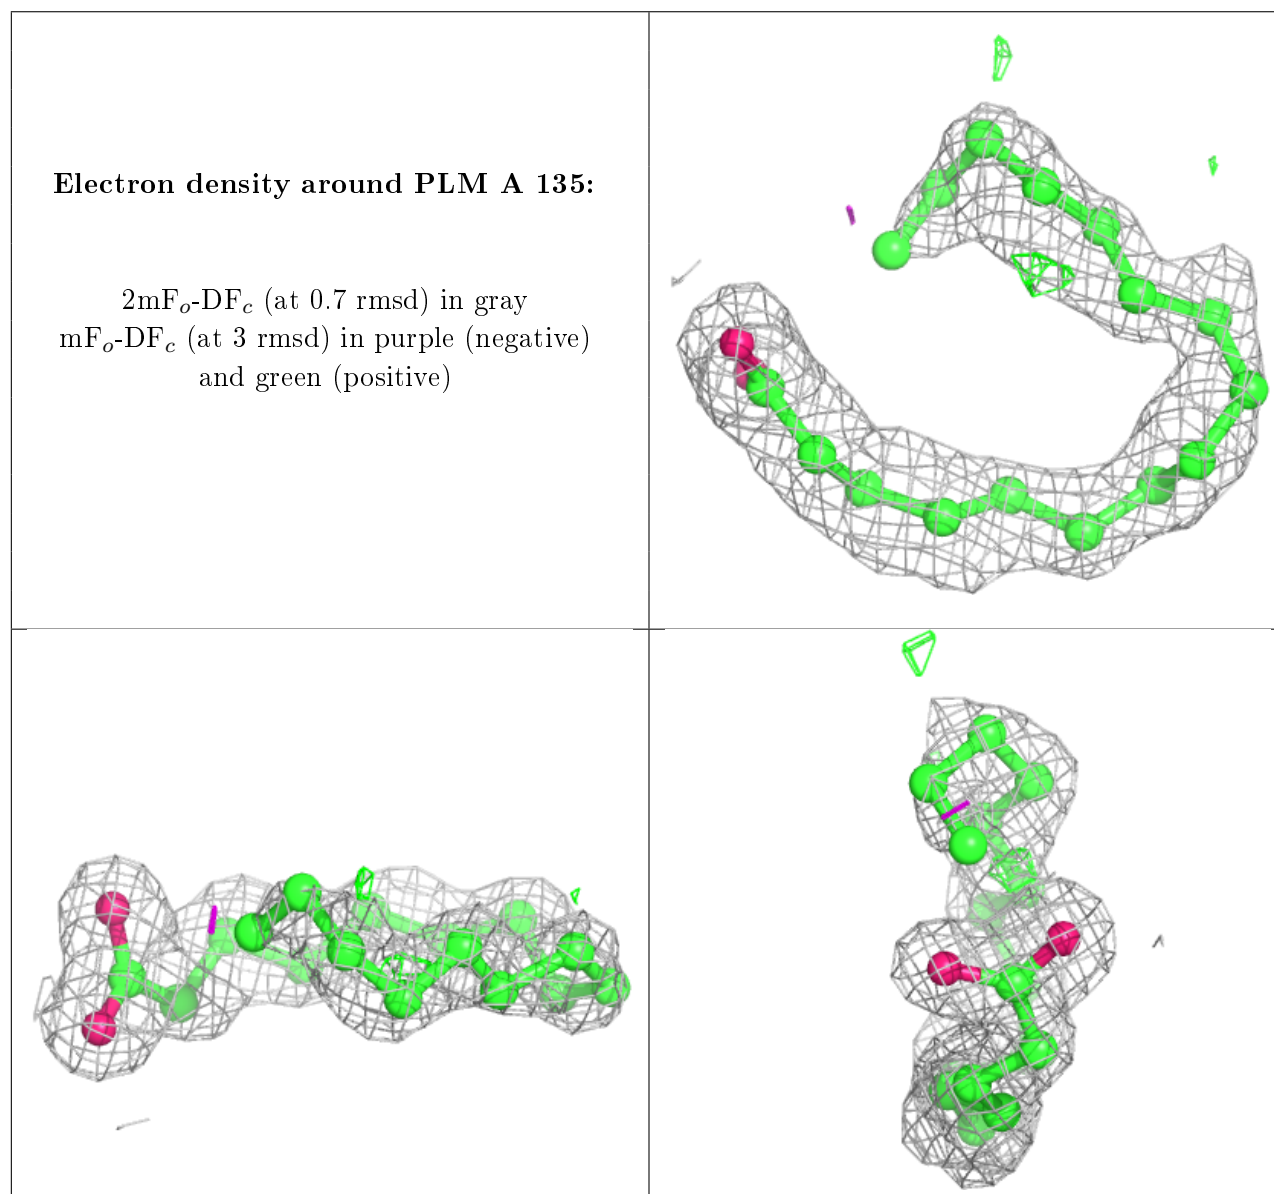 Electron density around PLM A 135:
2mFo-DFc (at 0.7 rmsd) in gray
mFo-DFc (at 3 rmsd) in purple (negative)
and green (positive)